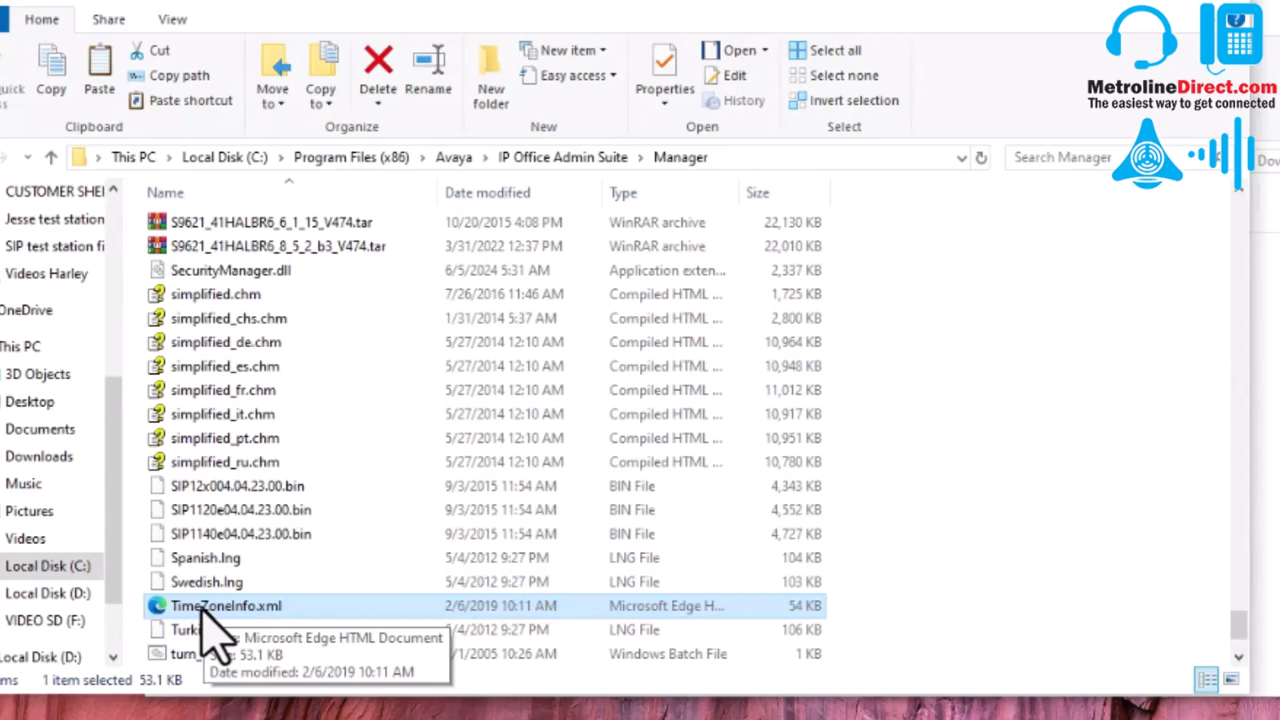 Home Share View
Cut
Copy path
Paste shortcut
Copy
Paste
Clipboard
Move to
Copy to
Delete
Rename
Organize
New folder
New item
Easy access
New
Properties
Open
Edit
History
Open
Select all
Select none
Invert selection
Select
MetrolineDirect.com
The easiest way to get connected
This PC > Local Disk (C:) > Program Files (x86) > Avaya > IP Office Admin Suite > Manager
Search Manager
Name Date modified Type Size
S9621_41HALBR6_6_1_15_V474.tar 10/20/2015 4:08 PM WinRAR archive 22,130 KB
S9621_41HALBR6_8_5_2_b3_V474.tar 3/31/2022 12:37 PM WinRAR archive 22,010 KB
SecurityManager.dll 6/5/2024 5:31 AM Application exten... 2,337 KB
simplified.chm 7/26/2016 11:46 AM Compiled HTML ... 1,725 KB
simplified_chs.chm 1/31/2014 5:37 AM Compiled HTML ... 2,800 KB
simplified_de.chm 5/27/2014 12:10 AM Compiled HTML ... 10,964 KB
simplified_es.chm 5/27/2014 12:10 AM Compiled HTML ... 10,948 KB
simplified_fr.chm 5/27/2014 12:10 AM Compiled HTML ... 11,012 KB
simplified_it.chm 5/27/2014 12:10 AM Compiled HTML ... 10,917 KB
simplified_pt.chm 5/27/2014 12:10 AM Compiled HTML ... 10,951 KB
simplified_ru.chm 5/27/2014 12:10 AM Compiled HTML ... 10,780 KB
SIP12x004.04.23.00.bin 9/3/2015 11:54 AM BIN File 4,343 KB
SIP1120e04.04.23.00.bin 9/3/2015 11:54 AM BIN File 4,552 KB
SIP1140e04.04.23.00.bin 9/3/2015 11:54 AM BIN File 4,727 KB
Spanish.lng 5/4/2012 9:27 PM LNG File 104 KB
Swedish.lng 5/4/2012 9:27 PM LNG File 103 KB
TimeZoneInfo.xml 2/6/2019 10:11 AM Microsoft Edge H... 54 KB
5/4/2012 9:27 PM LNG File 106 KB
/1/2005 10:26 AM Windows Batch File 1 KB
: Microsoft Edge HTML Document
53.1 KB
Date modified: 2/6/2019 10:11 AM
CUSTOMER SHE
Jesse test station
SIP test station fi
Videos Harley
OneDrive
This PC
3D Objects
Desktop
Documents
Downloads
Music
Pictures
Videos
Local Disk (C:)
Local Disk (D:)
VIDEO SD (F:)
Local Disk (D:)
1 item selected 53.1 KB